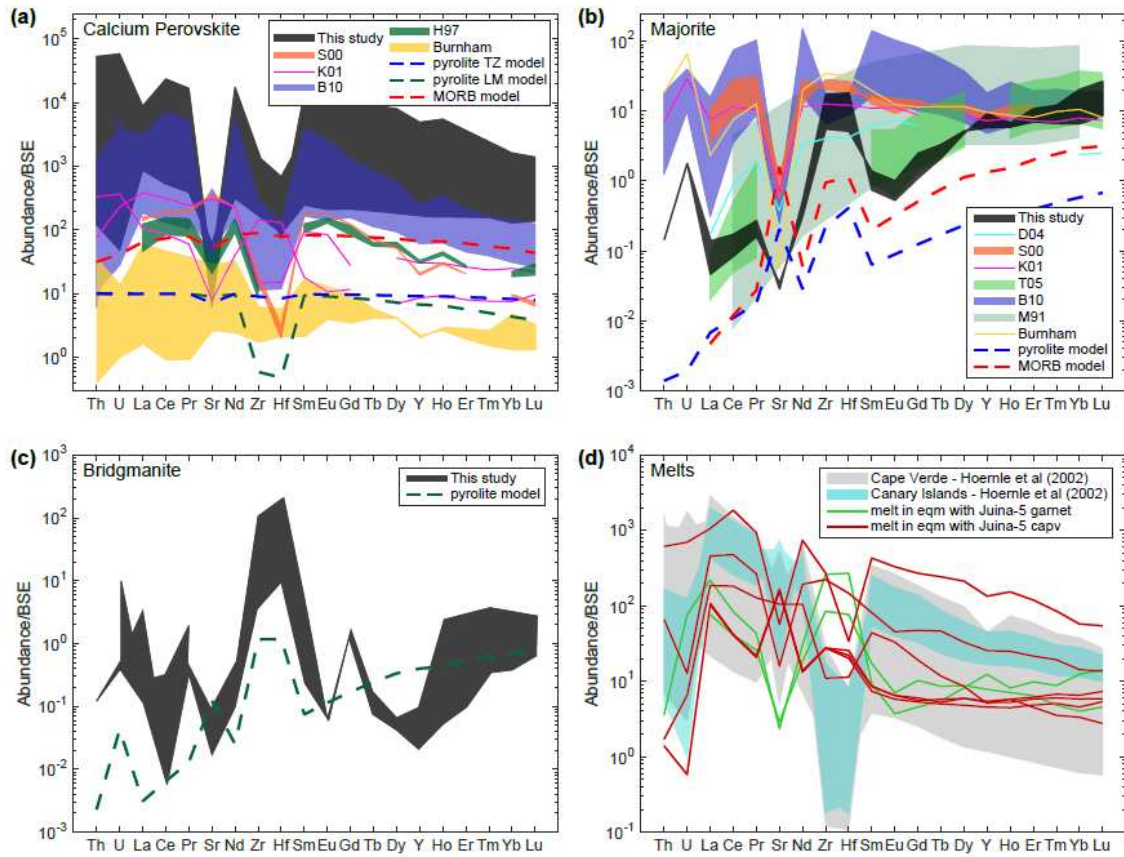 (a)
Calcium Perovskite
This study
S00
K01
B10
H97
Burnham
pyrolite TZ model
pyrolite LM model
MORB model
Abundance/BSE
10^5
10^4
10^3
10^2
10^1
10^0
Th U La Ce Pr Sr Nd Zr Hf Sm Eu Gd Tb Dy Y Ho Er Tm Yb Lu
(b)
Majorite
This study
D04
S00
K01
T05
B10
M91
Burnham
pyrolite model
MORB model
Abundance/BSE
10^2
10^1
10^0
10^-1
10^-2
10^-3
Th U La Ce Pr Sr Nd Zr Hf Sm Eu Gd Tb Dy Y Ho Er Tm Yb Lu
(c)
Bridgmanite
This study
pyrolite model
Abundance/BSE
10^3
10^2
10^1
10^0
10^-1
10^-2
10^-3
Th U La Ce Pr Sr Nd Zr Hf Sm Eu Gd Tb Dy Y Ho Er Tm Yb Lu
(d)
Melts
Cape Verde - Hoernle et al (2002)
Canary Islands - Hoernle et al (2002)
melt in eqm with Juina-5 garnet
melt in eqm with Juina-5 capv
Abundance/BSE
10^4
10^3
10^2
10^1
10^0
10^-1
Th U La Ce Pr Sr Nd Zr Hf Sm Eu Gd Tb Dy Y Ho Er Tm Yb Lu